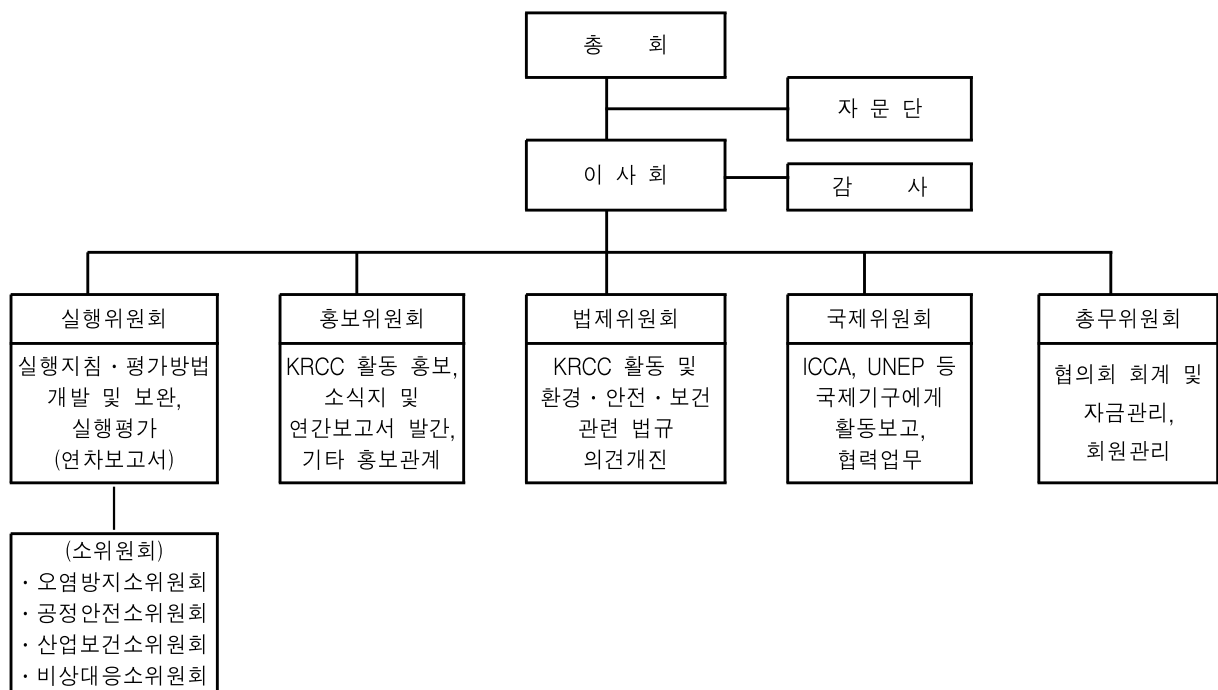 총 회
자 문 단
이 사 회
감 사
실행위원회
실행지침·평가방법
개발 및 보완,
실행평가
(연차보고서)
홍보위원회
KRCC 활동 홍보,
소식지 및
연간보고서 발간,
기타 홍보관계
법제위원회
KRCC 활동 및
환경·안전·보건
관련 법규
의견개진
국제위원회
ICCA, UNEP 등
국제기구에게
활동보고,
협력업무
총무위원회
협의회 회계 및
자금관리,
회원관리
(소위원회)
· 오염방지소위원회
· 공정안전소위원회
· 산업보건소위원회
· 비상대응소위원회